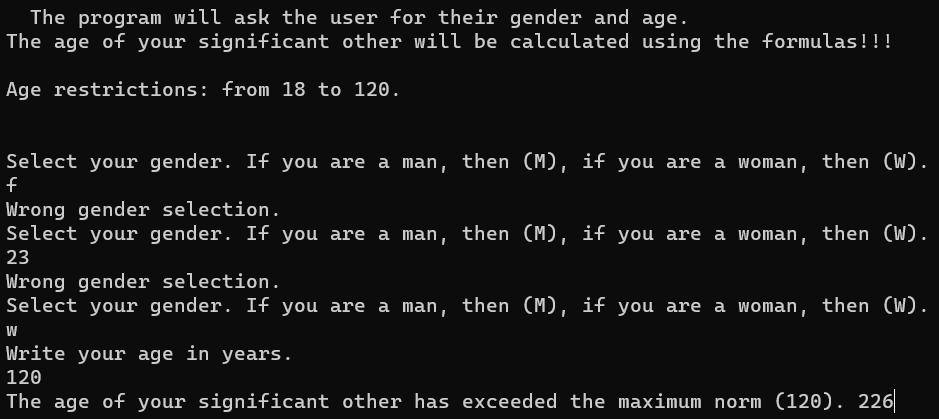 The program will ask the user for their gender and age.
The age of your significant other will be calculated using the formulas!!!
Age restrictions: from 18 to 120.
Select your gender. If you are a man, then (M), if you are a woman, then (W).
f
Wrong gender selection.
Select your gender. If you are a man, then (M), if you are a woman, then (W).
23
Wrong gender selection.
Select your gender. If you are a man, then (M), if you are a woman, then (W).
w
Write your age in years.
120
The age of your significant other has exceeded the maximum norm (120). 226